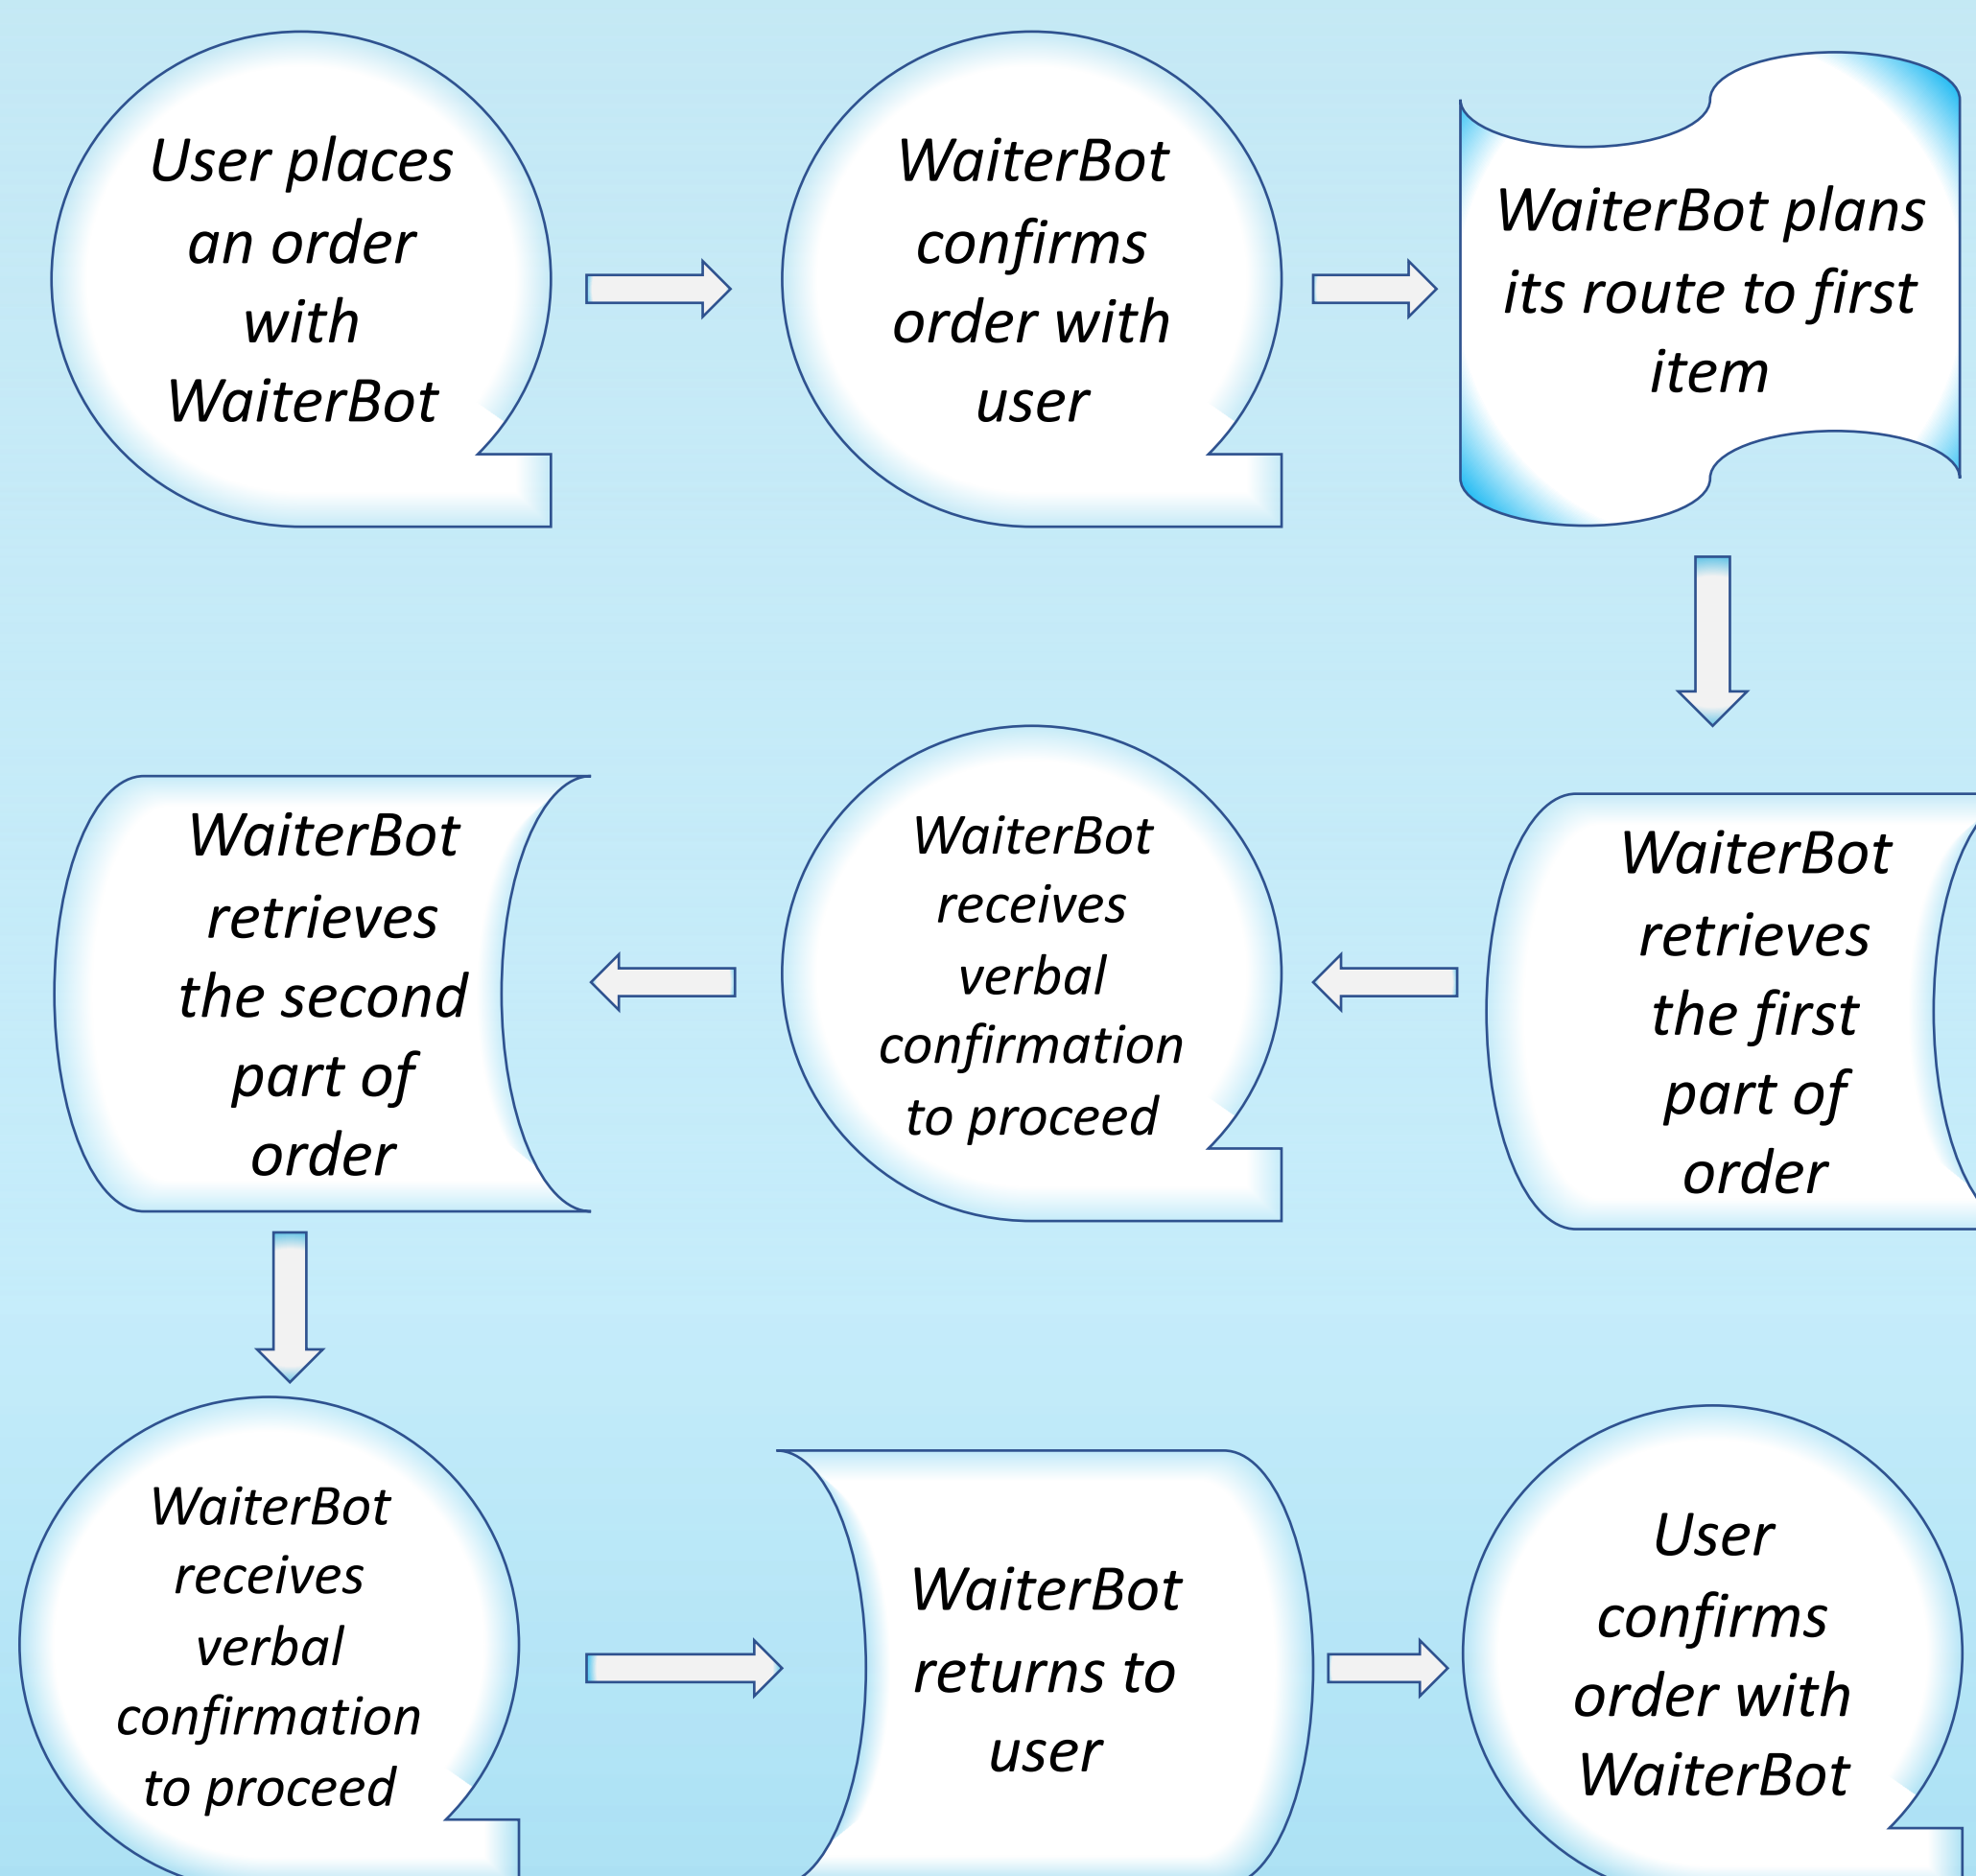 User places
an order
with
WaiterBot
WaiterBot
confirms
order with
user
WaiterBot plans
its route to first
item
WaiterBot
retrieves
the first
part of
order
WaiterBot
receives
verbal
confirmation
to proceed
WaiterBot
retrieves
the second
part of
order
WaiterBot
receives
verbal
confirmation
to proceed
WaiterBot
returns to
user
User
confirms
order with
WaiterBot